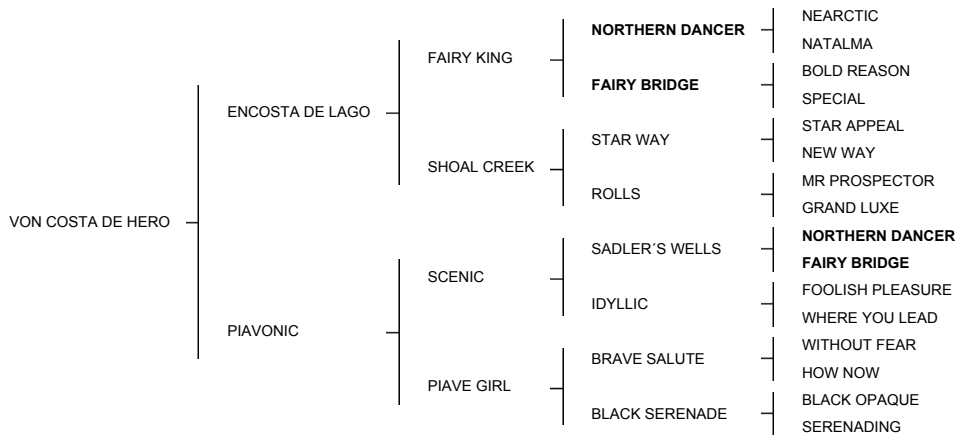 NEARCTIC
NORTHERN DANCER
NATALMA
FAIRY KING
BOLD REASON
FAIRY BRIDGE
SPECIAL
ENCOSTA DE LAGO
STAR APPEAL
STAR WAY
NEW WAY
SHOAL CREEK
MR PROSPECTOR
ROLLS
GRAND LUXE
VON COSTA DE HERO
NORTHERN DANCER
SADLER´S WELLS
FAIRY BRIDGE
SCENIC
FOOLISH PLEASURE
IDYLLIC
WHERE YOU LEAD
PIAVONIC
WITHOUT FEAR
BRAVE SALUTE
HOW NOW
PIAVE GIRL
BLACK OPAQUE
BLACK SERENADE
SERENADING